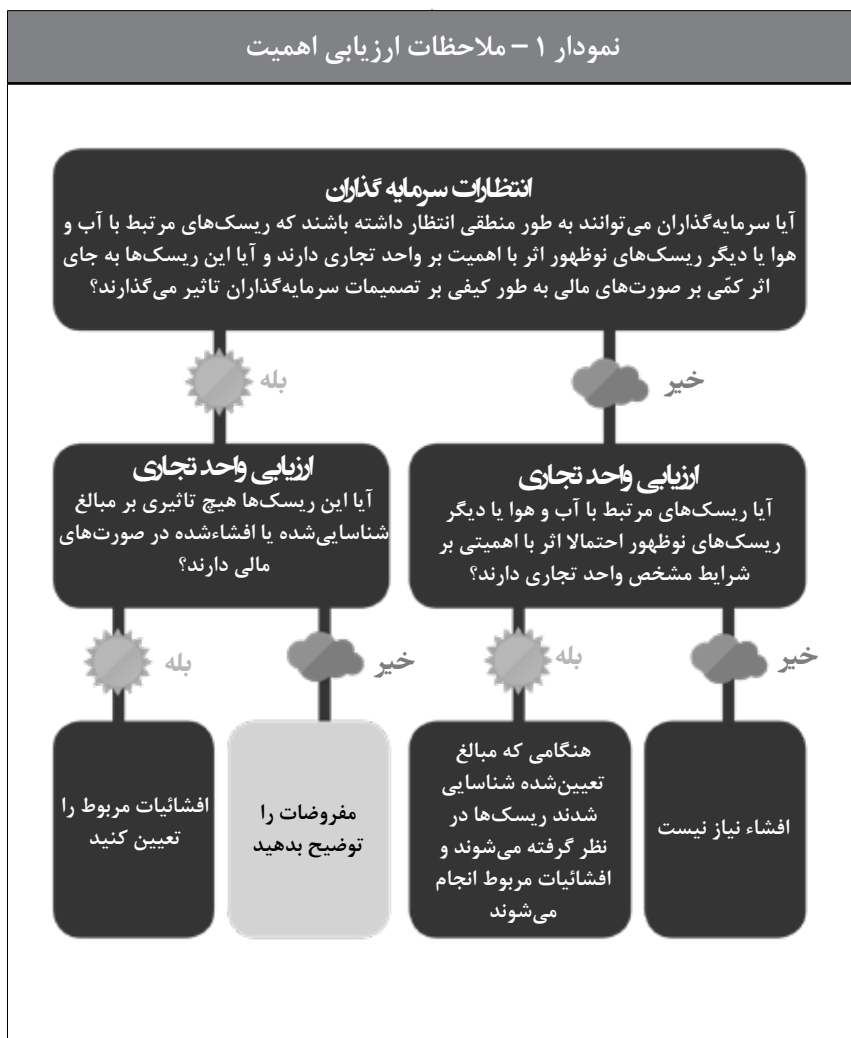 نمودار ۱ – ملاحظات ارزیابی اهمیت
انتظارات سرمایه گذاران
آیا سرمایه‌گذاران می‌توانند به طور منطقی انتظار داشته باشند که ریسک‌های مرتبط با آب و
هوا یا دیگر ریسک‌های نوظهور اثر با اهمیت بر واحد تجاری دارند و آیا این ریسک‌ها به جای
اثر کمّی بر صورت‌های مالی به طور کیفی بر تصمیمات سرمایه‌گذاران تاثیر می‌گذارند؟
خیر
بله
ارزیابی واحد تجاری
آیا ریسک‌های مرتبط با آب و هوا یا دیگر
ریسک‌های نوظهور احتمالا اثر با اهمیتی بر
شرایط مشخص واحد تجاری دارند؟
ارزیابی واحد تجاری
آیا این ریسک‌ها هیچ تاثیری بر مبالغ
شناسایی‌شده یا افشاءشده در صورت‌های
مالی دارند؟
خیر
بله
خیر
بله
افشاء نیاز نیست
هنگامی که مبالغ
تعیین‌شده شناسایی
شدند ریسک‌ها در
نظر گرفته می‌شوند و
افشائیات مربوط انجام
می‌شوند
مفروضات را
توضیح بدهید
افشائیات مربوط را
تعیین کنید